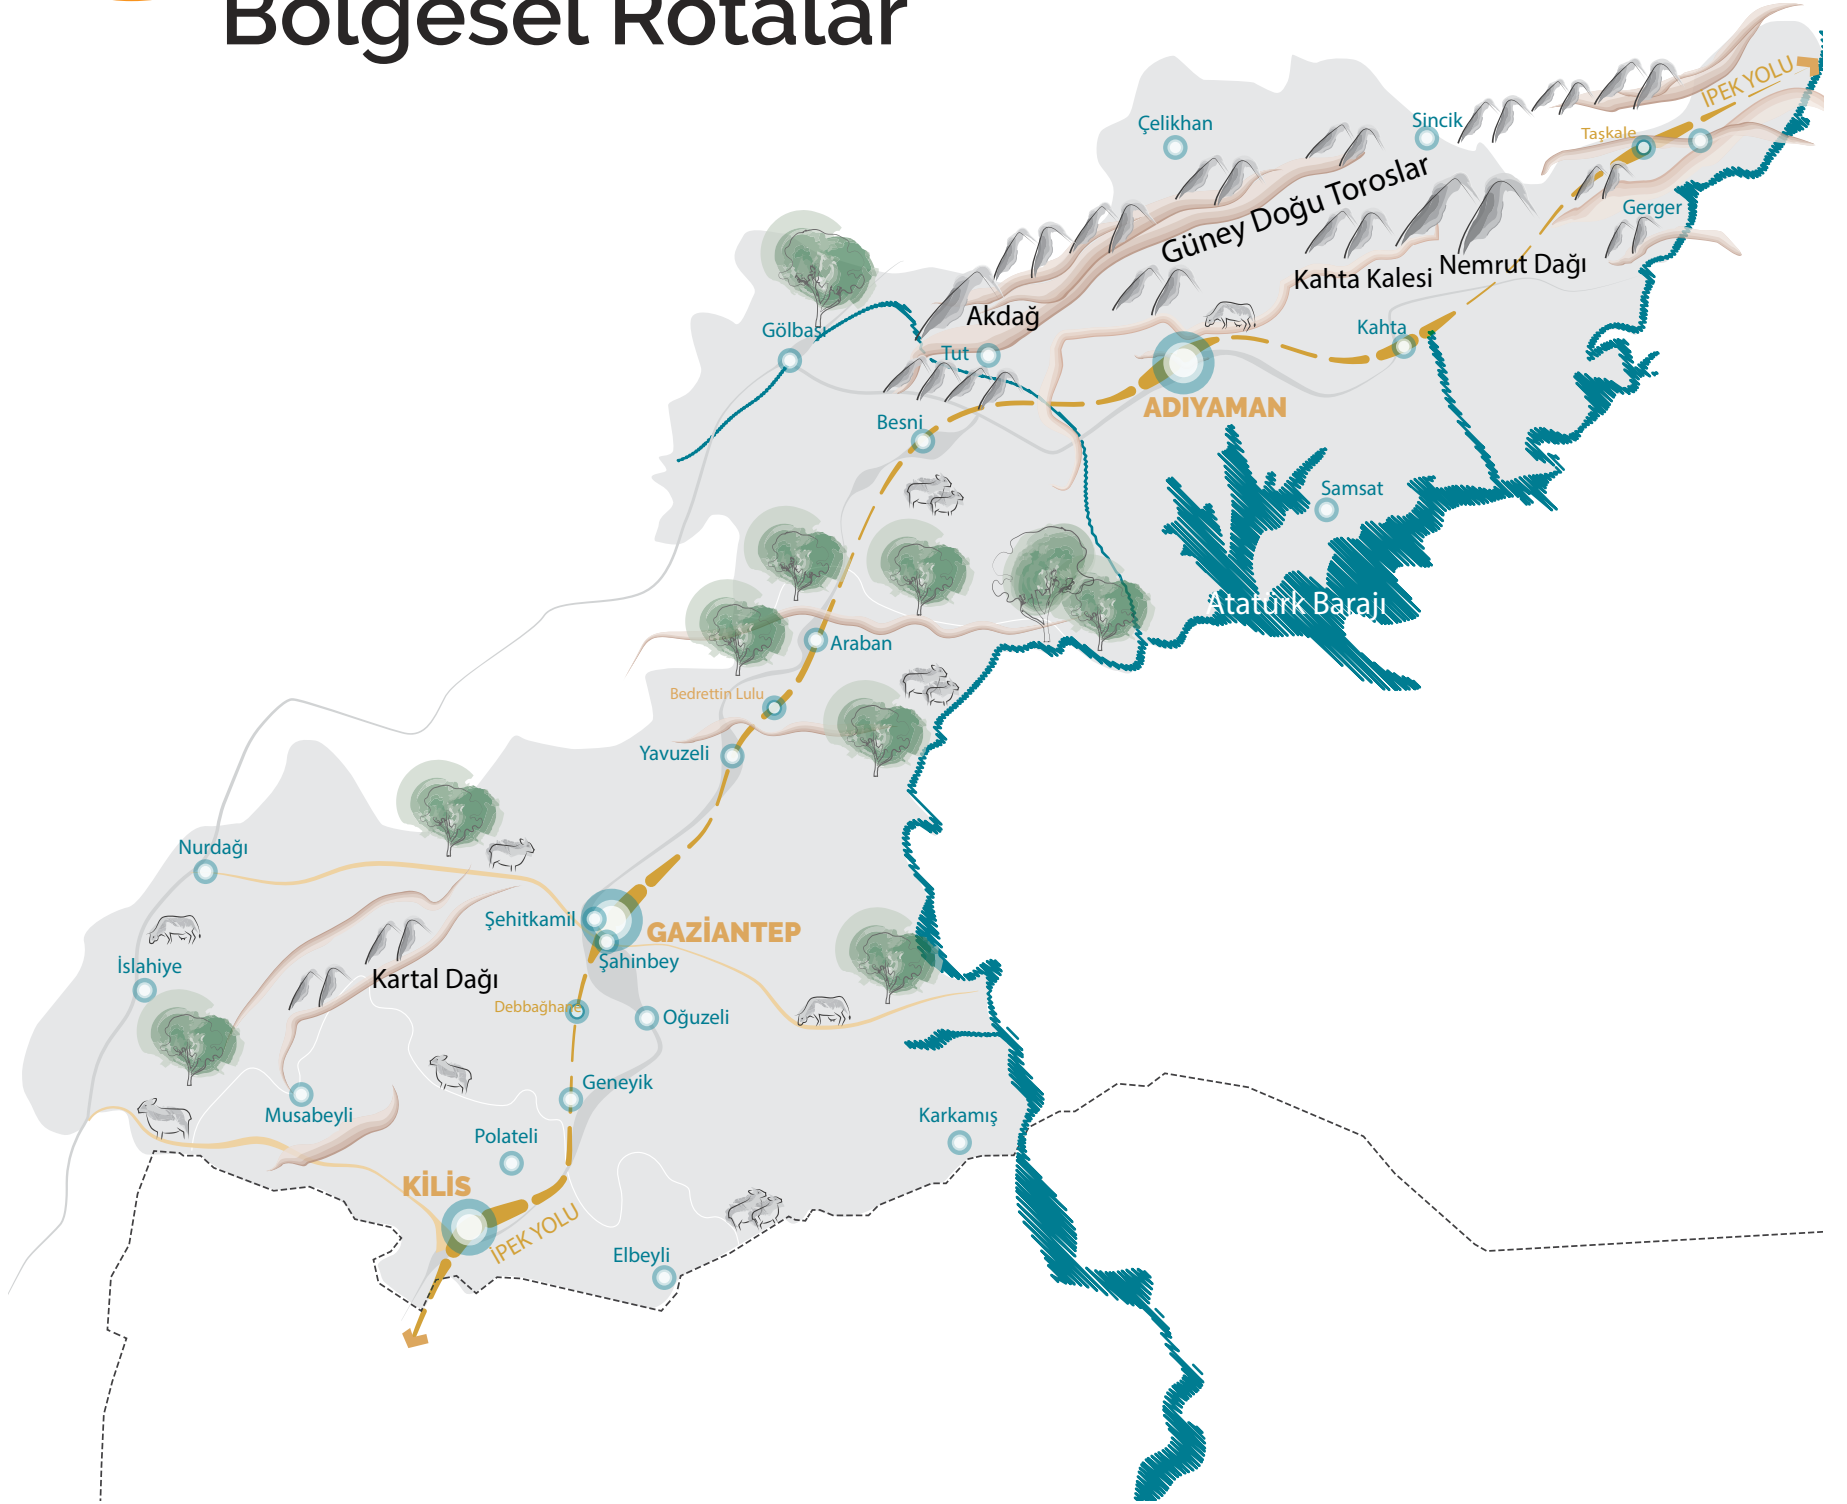 Bölgesel Rotalar
İPEK YOLU
Çelikhan
Sincik
Taşkale
Güney Doğu Toroslar
Gerger
Kahta Kalesi
Nemrut Dağı
Akdağ
Gölbaşı
Kahta
Tut
ADIYAMAN
Besni
Samsat
Atatürk Barajı
Araban
Bedrettin Lulu
Yavuzeli
Nurdağı
Şehitkamil
GAZİANTEP
Şahinbey
İslahiye
Kartal Dağı
Debbağhane
Oğuzeli
Geneyik
Musabeyli
Karkamış
Polateli
KİLİS
İPEK YOLU
Elbeyli